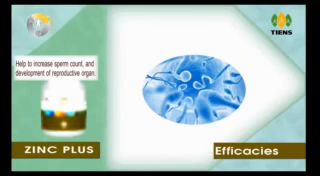 TIENS
Help to increase sperm count, and
development of reproductive organ.
ZINC PLUS
Efficacies